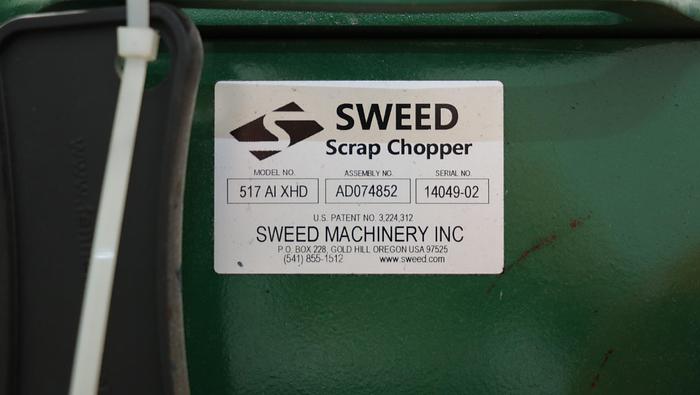 SWEED
Scrap Chopper
MODEL NO. ASSEMBLY NO. SERIAL NO.
517 AI XHD AD074852 14049-02
U.S. PATENT NO. 3,224,312
SWEED MACHINERY INC
P.O. BOX 228, GOLD HILL OREGON USA 97525
(541) 855-1512 www.sweed.com